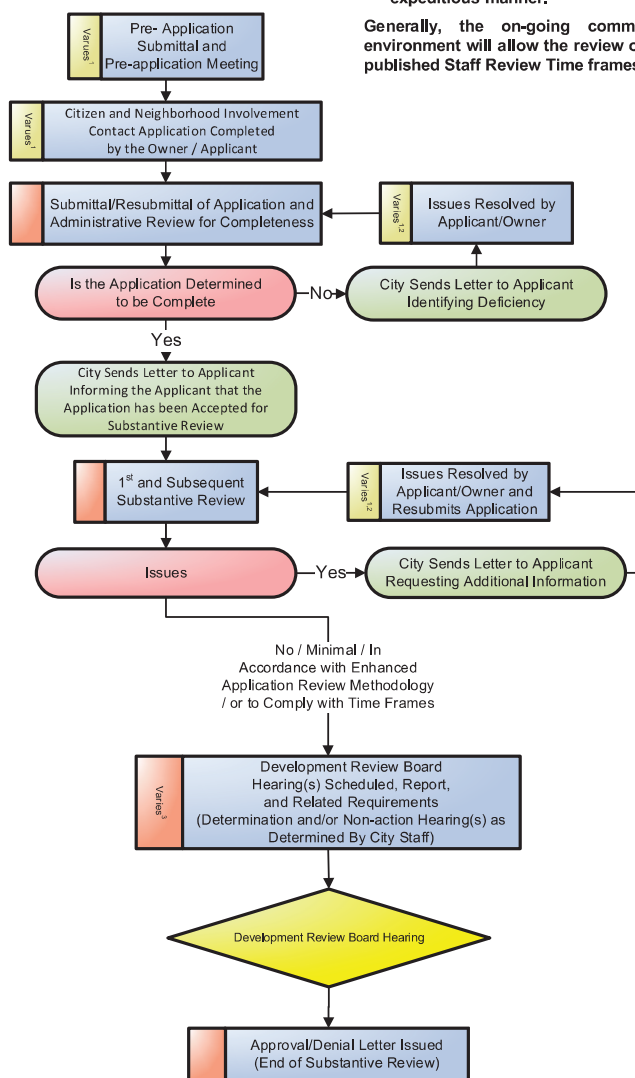 expeditious manner.
Generally, the on-going comm
environment will allow the review o
published Staff Review Time frames
Varues1
Pre- Application
Submittal and
Pre-application Meeting
Varues1
Citizen and Neighborhood Involvement
Contact Application Completed
by the Owner / Applicant
Submittal/Resubmittal of Application and
Administrative Review for Completeness
Varies1,2
Issues Resolved by
Applicant/Owner
Is the Application Determined
to be Complete
No
City Sends Letter to Applicant
Identifying Deficiency
Yes
City Sends Letter to Applicant
Informing the Applicant that the
Application has been Accepted for
Substantive Review
1st and Subsequent
Substantive Review
Varies1,2
Issues Resolved by
Applicant/Owner and
Resubmits Application
Issues
Yes
City Sends Letter to Applicant
Requesting Additional Information
No / Minimal / In
Accordance with Enhanced
Application Review Methodology
/ or to Comply with Time Frames
Varies3
Development Review Board
Hearing(s) Scheduled, Report,
and Related Requirements
(Determination and/or Non-action Hearing(s) as
Determined By City Staff)
Development Review Board Hearing
Approval/Denial Letter Issued
(End of Substantive Review)